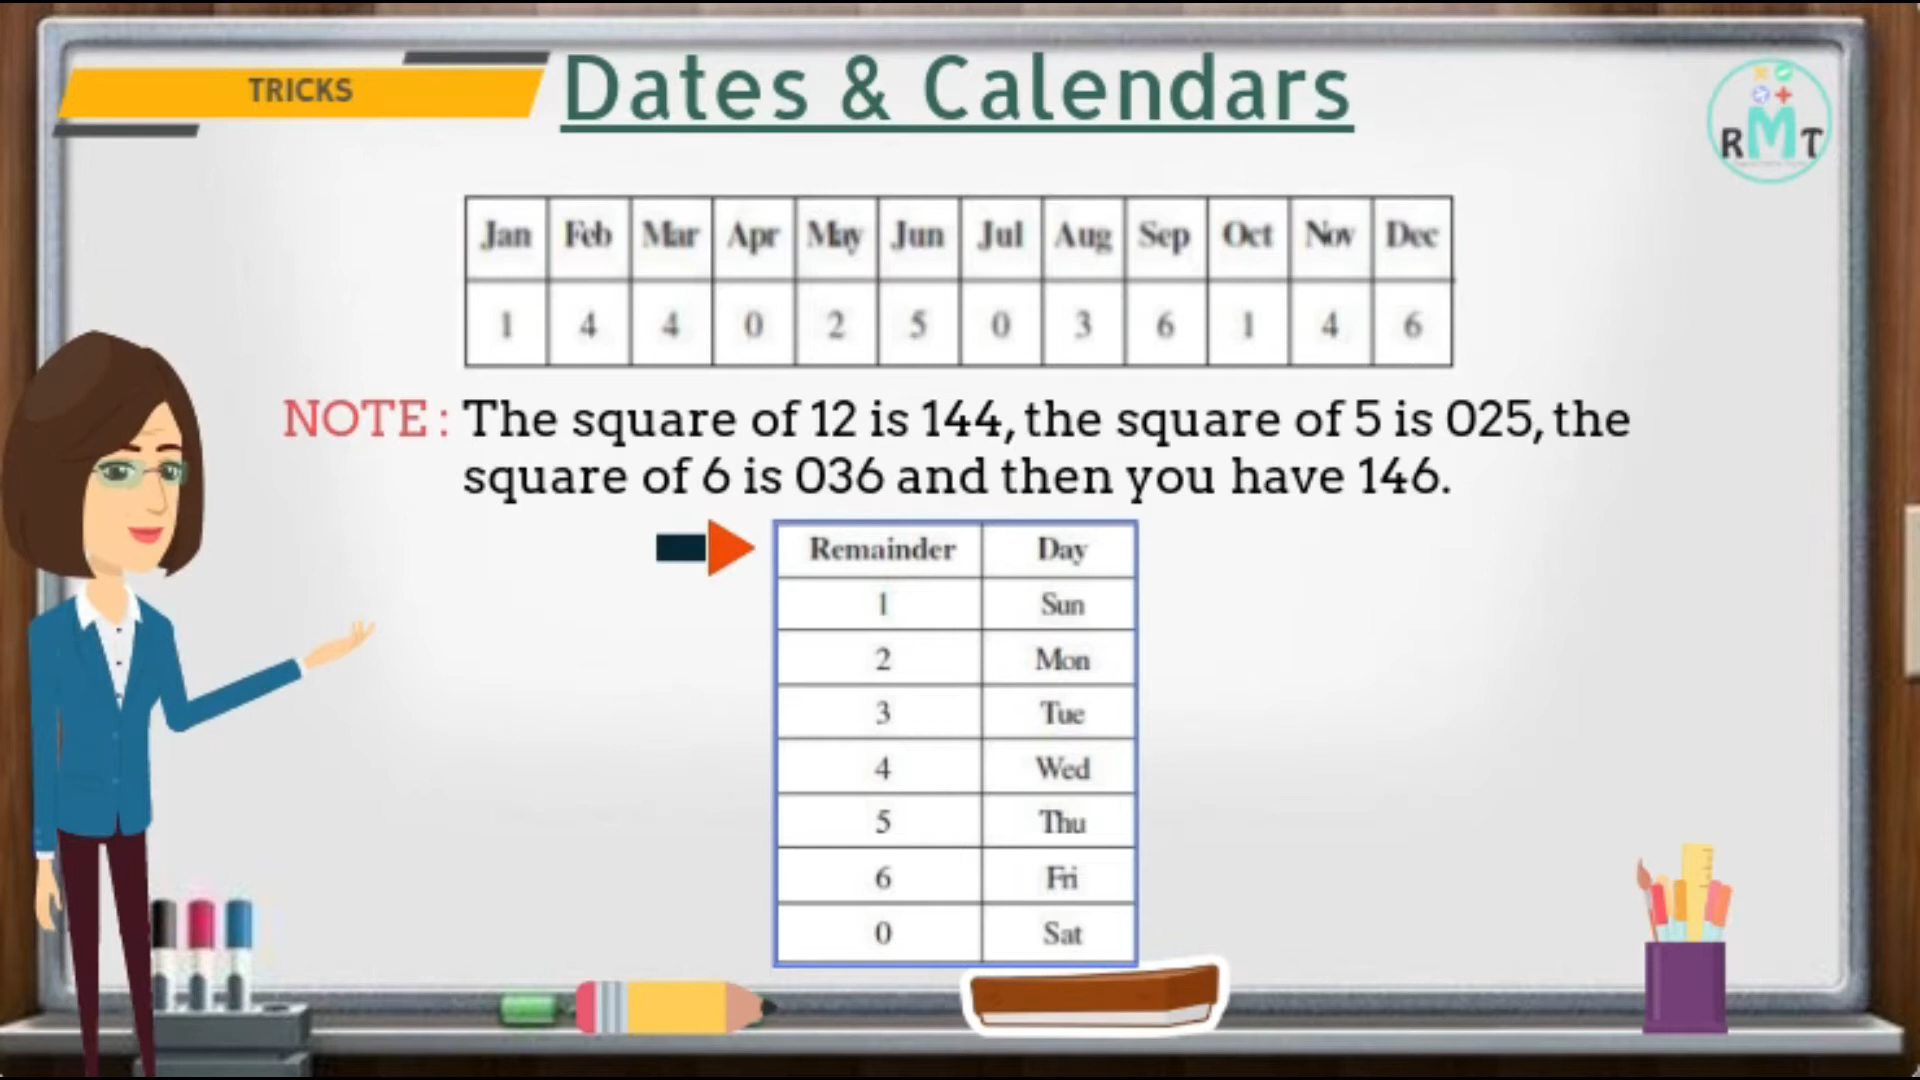 TRICKS
Dates & Calendars
RMT
Jan Feb Mar Apr May Jun Jul Aug Sep Oct Nov Dec
1 4 4 0 2 5 0 3 6 1 4 6
NOTE : The square of 12 is 144, the square of 5 is 025, the
square of 6 is 036 and then you have 146.
Remainder Day
1 Sun
2 Mon
3 Tue
4 Wed
5 Thu
6 Fri
0 Sat